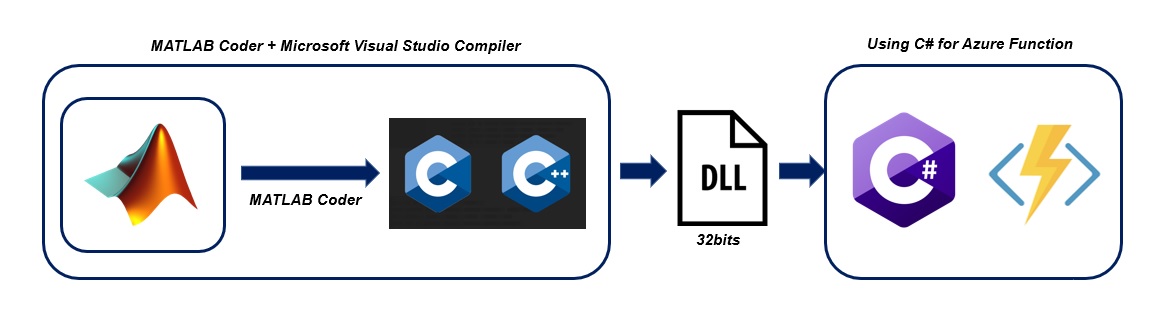 MATLAB Coder + Microsoft Visual Studio Compiler
Using C# for Azure Function
MATLAB Coder
C
C++
DLL
32bits
C#